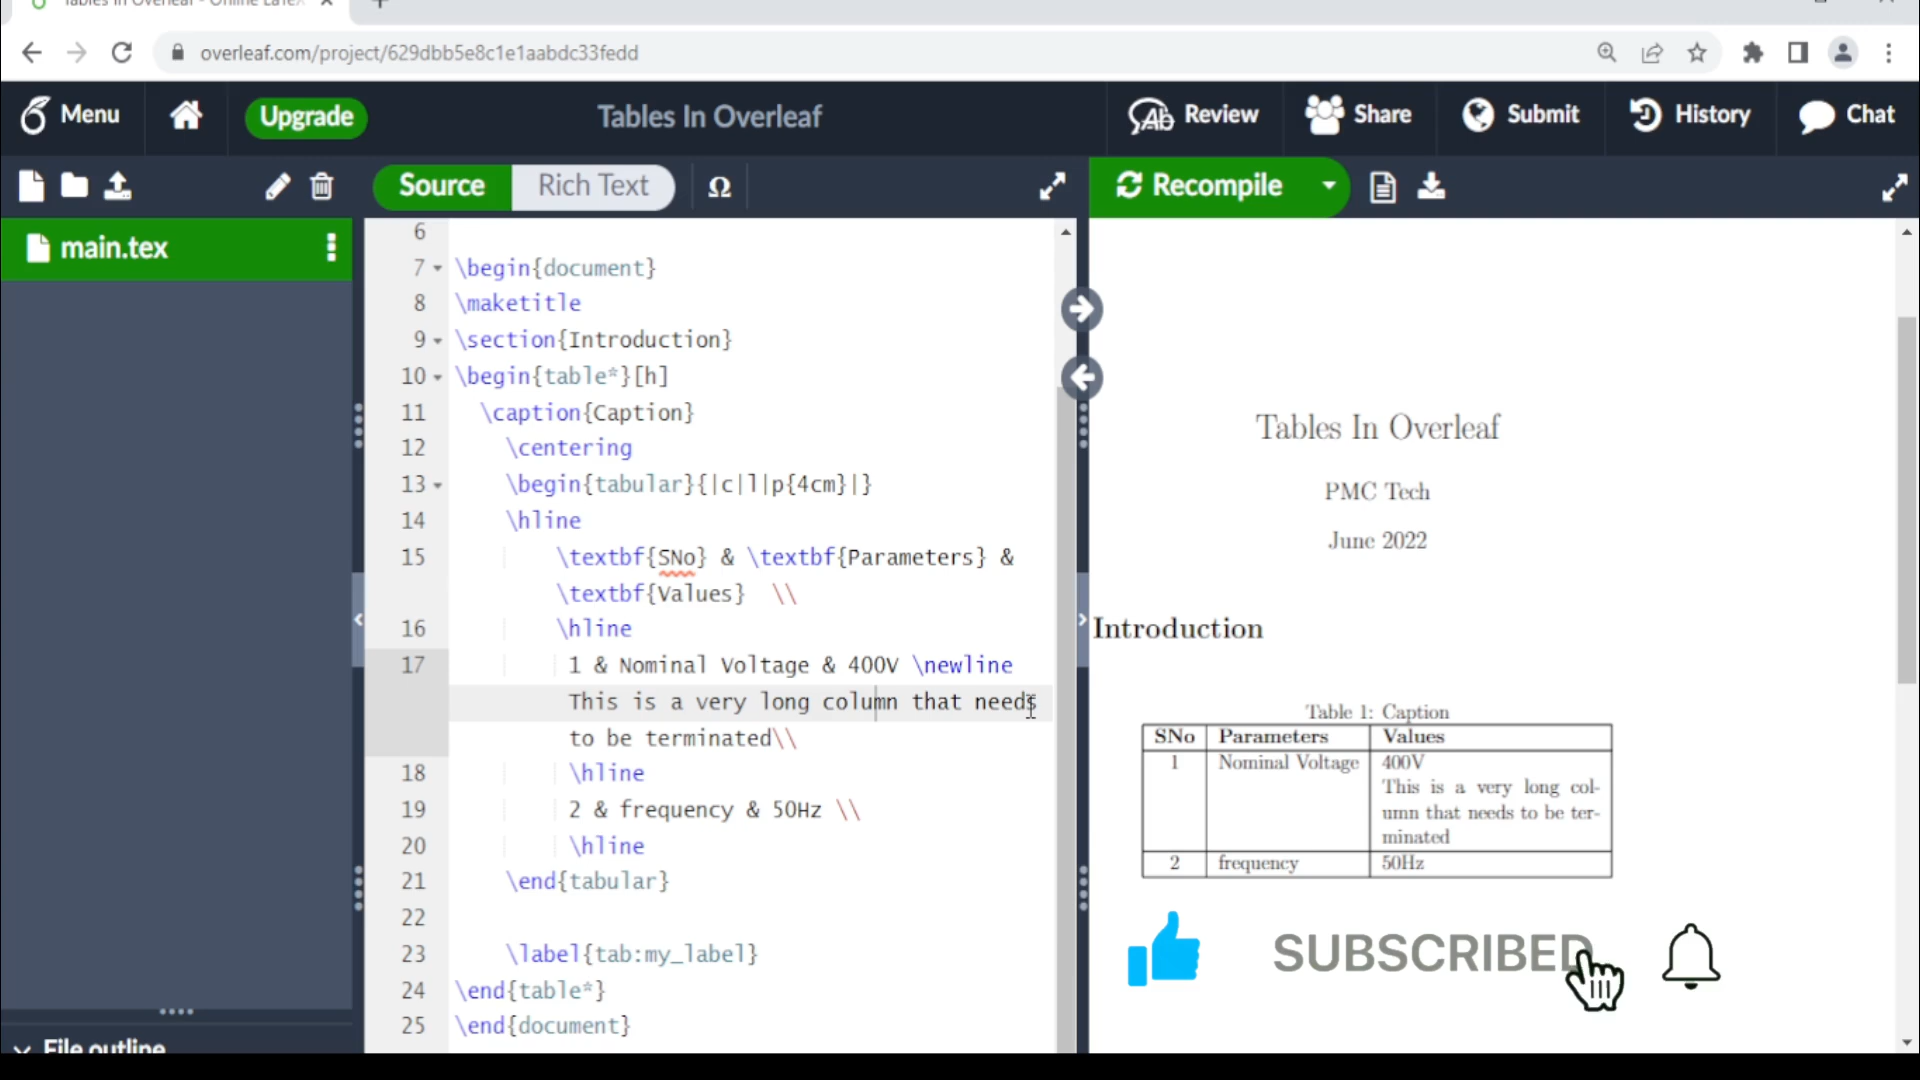 Tables In Overleaf - Online LaTeX
overleaf.com/project/629dbb5e8c1e1aabdc33fedd
Menu
Upgrade
Tables In Overleaf
Review
Share
Submit
History
Chat
Source
Rich Text
Ω
Recompile
main.tex
File outline
6
7 \begin{document}
8 \maketitle
9 \section{Introduction}
10 \begin{table*}[h]
11 \caption{Caption}
12 \centering
13 \begin{tabular}{|c|l|p{4cm}|}
14 \hline
15 \textbf{SNo} & \textbf{Parameters} &
\textbf{Values} \\
16 \hline
17 1 & Nominal Voltage & 400V \newline
This is a very long column that needs
to be terminated\\
18 \hline
19 2 & frequency & 50Hz \\
20 \hline
21 \end{tabular}
22
23 \label{tab:my_label}
24 \end{table*}
25 \end{document}
Tables In Overleaf
PMC Tech
June 2022
Introduction
Table 1: Caption
SNo Parameters Values
1 Nominal Voltage 400V
This is a very long col-
umn that needs to be ter-
minated
2 frequency 50Hz
SUBSCRIBED